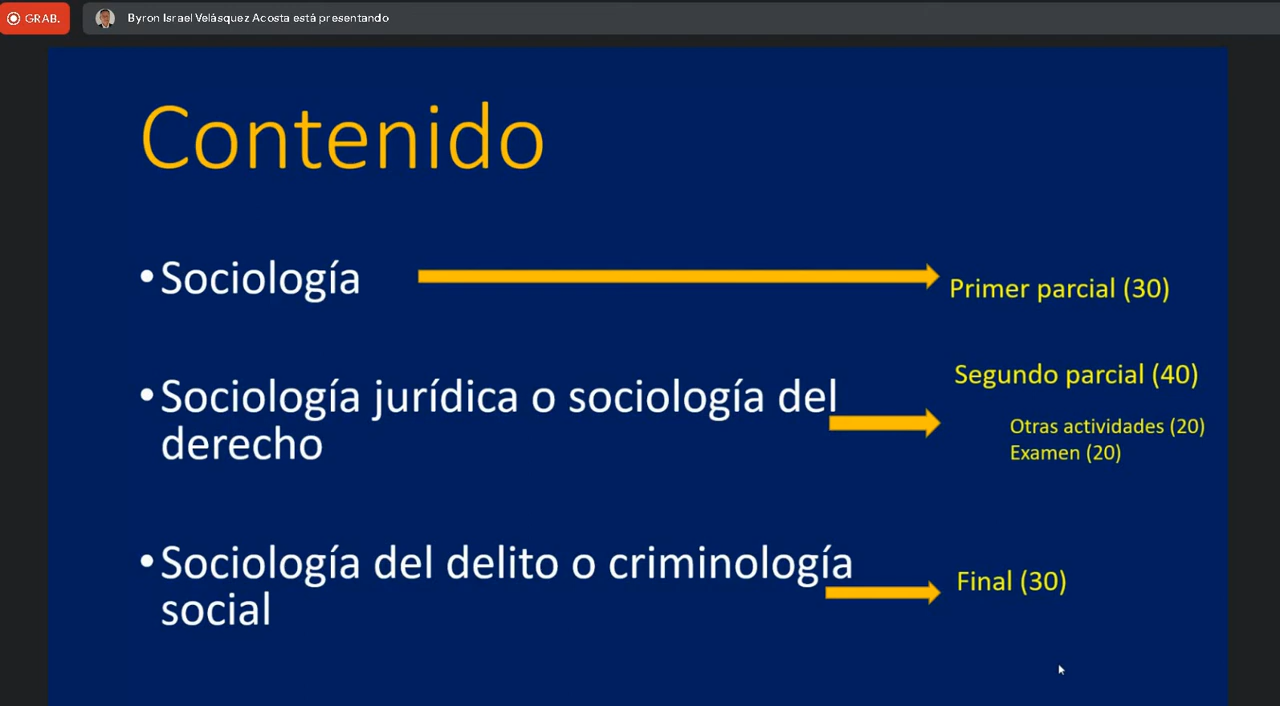 GRAB.
Byron Israel Velásquez Acosta está presentando
Contenido
•Sociología
Primer parcial (30)
•Sociología jurídica o sociología del
derecho
Segundo parcial (40)
Otras actividades (20)
Examen (20)
•Sociología del delito o criminología
social
Final (30)